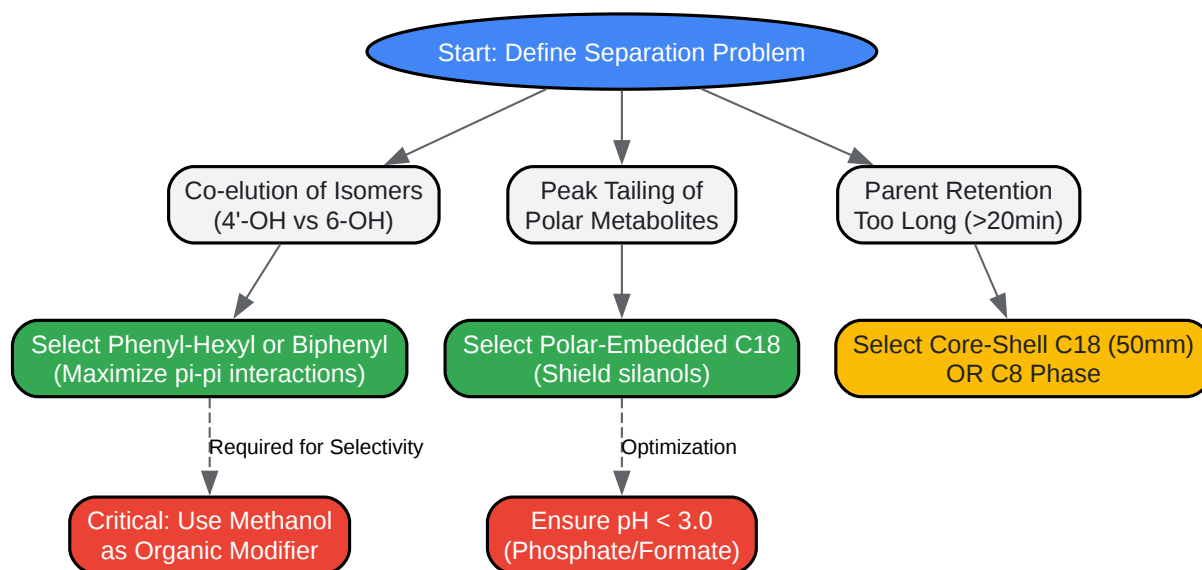 Start: Define Separation Problem
Co-elution of Isomers
(4'-OH vs 6-OH)
Peak Tailing of
Polar Metabolites
Parent Retention
Too Long (>20min)
Select Phenyl-Hexyl or Biphenyl
(Maximize pi-pi interactions)
Select Polar-Embedded C18
(Shield silanols)
Select Core-Shell C18 (50mm)
OR C8 Phase
Required for Selectivity
Optimization
Critical: Use Methanol
as Organic Modifier
Ensure pH < 3.0
(Phosphate/Formate)